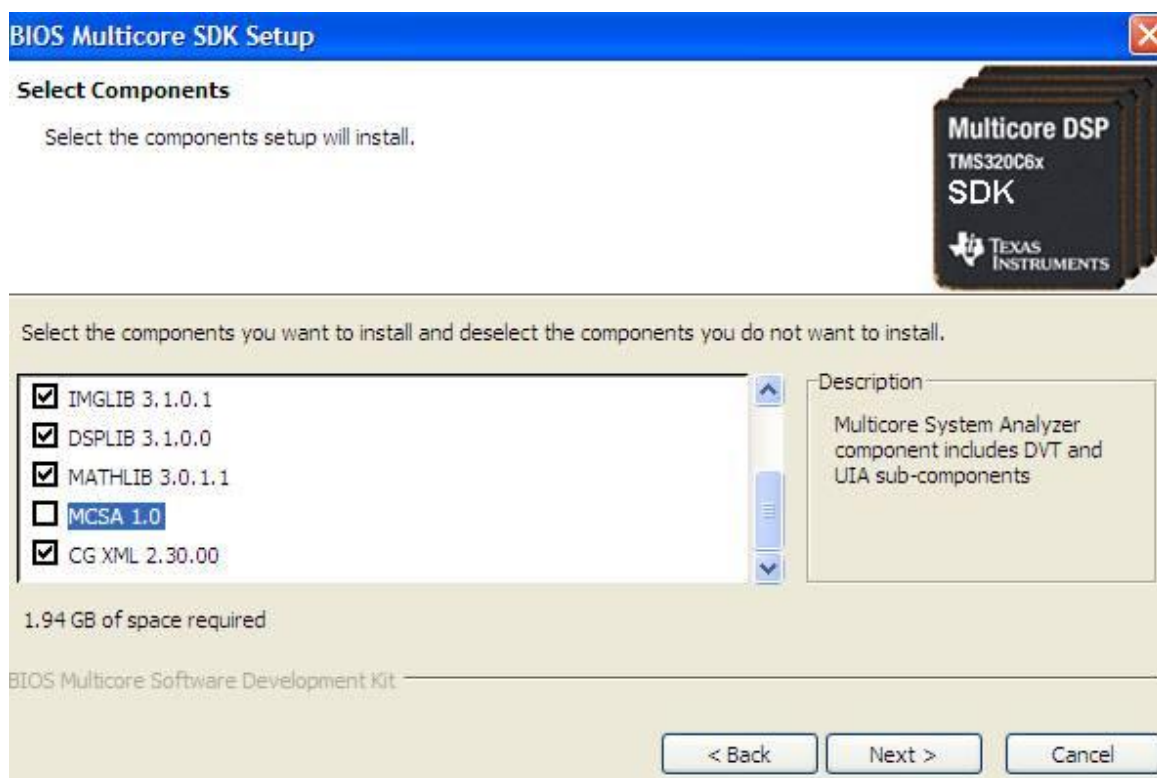 BIOS Multicore SDK Setup
Select Components
Select the components setup will install.
Multicore DSP
TMS320C6x
SDK
TEXAS
INSTRUMENTS
Select the components you want to install and deselect the components you do not want to install.
IMGLIB 3.1.0.1
DSPLIB 3.1.0.0
MATHLIB 3.0.1.1
MCSA 1.0
CG XML 2.30.00
Description
Multicore System Analyzer
component includes DVT and
UIA sub-components
1.94 GB of space required
BIOS Multicore Software Development Kit
< Back
Next >
Cancel